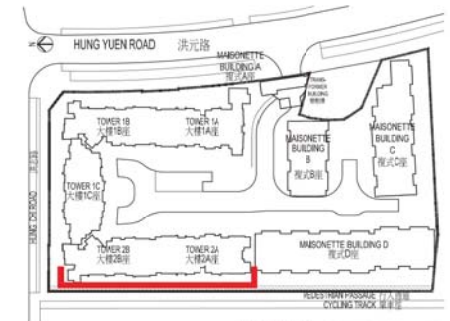 N
HUNG YUEN ROAD 洪元路
MAISONETTE
BUILDING A
複式A座
TRANS-
FORMER
BUILDING
TOWER 1B
大樓1B座
TOWER 1A
大樓1A座
MAISONETTE
BUILDING
B
複式B座
MAISONETTE
BUILDING
C
複式C座
TOWER 1C
大樓1C座
HUNG CHI ROAD
TOWER 2B
大樓2B座
TOWER 2A
大樓2A座
MAISONETTE BUILDING D
複式D座
PEDESTRIAN PASSAGE 行人通道
CYCLING TRACK 單車徑